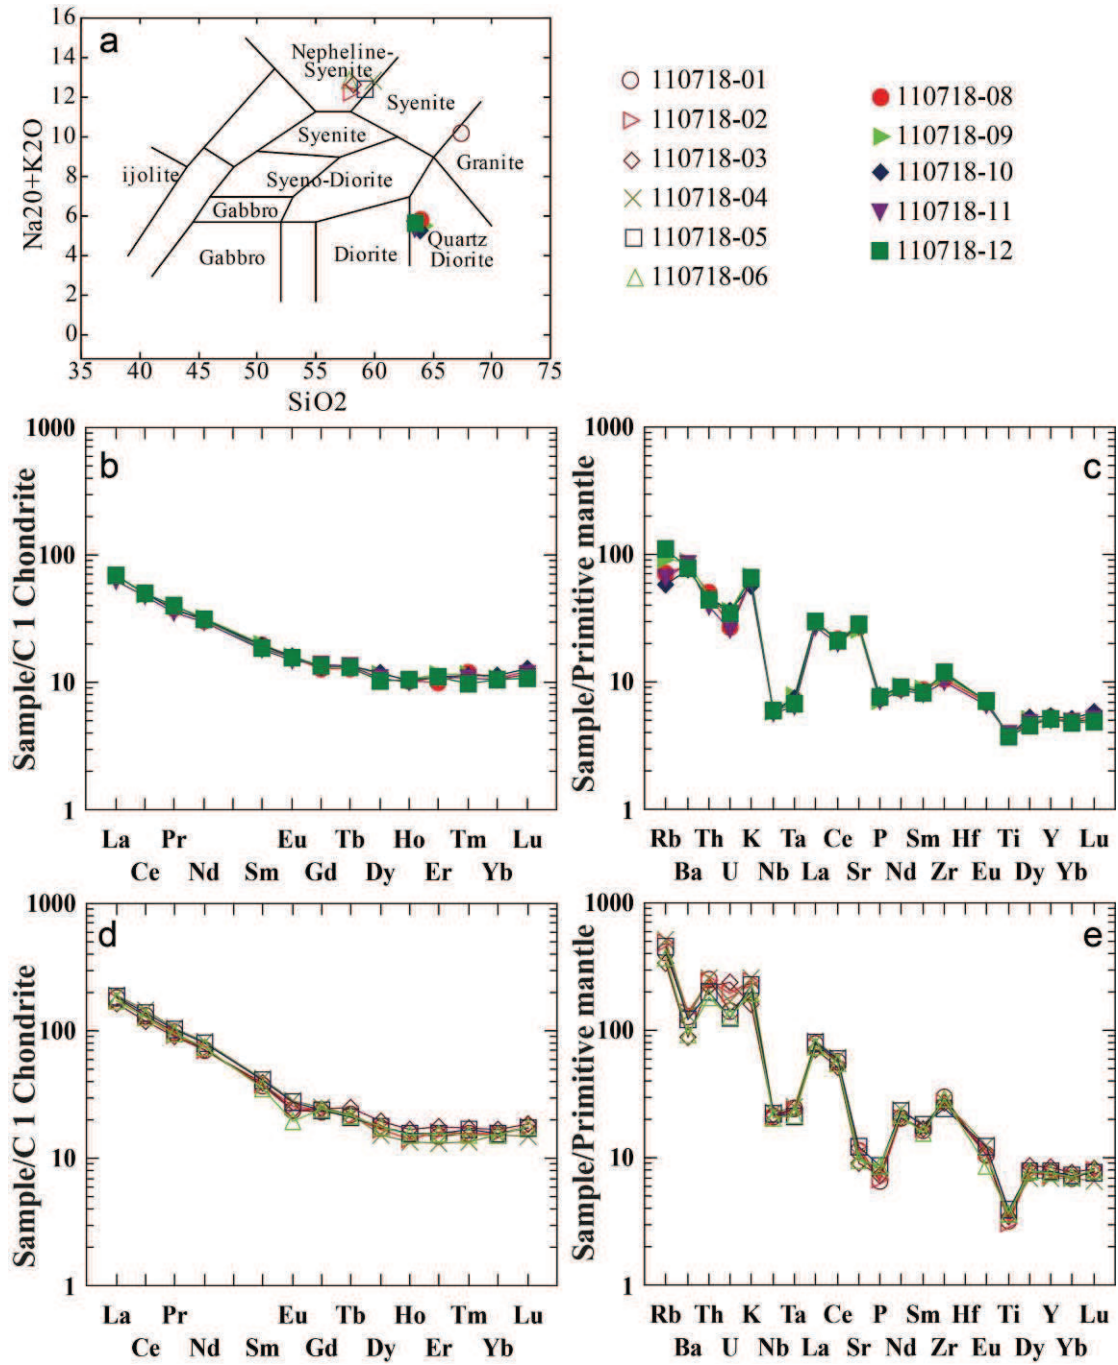 a
16
14
12
10
8
6
4
2
0
Na20+K2O
35
40
45
50
55
60
65
70
75
SiO2
Nepheline-
Syenite
Syenite
Syenite
Granite
ijolite
Syeno-Diorite
Gabbro
Gabbro
Diorite
Quartz
Diorite
110718-01
110718-02
110718-03
110718-04
110718-05
110718-06
110718-08
110718-09
110718-10
110718-11
110718-12
b
1000
100
10
1
Sample/C 1 Chondrite
La Pr Eu Tb Ho Tm Lu
Ce Nd Sm Gd Dy Er Yb
c
1000
100
10
1
Sample/Primitive mantle
Rb Th K Ta Ce P Sm Hf Ti Y Lu
Ba U Nb La Sr Nd Zr Eu Dy Yb
d
1000
100
10
1
Sample/C 1 Chondrite
La Pr Eu Tb Ho Tm Lu
Ce Nd Sm Gd Dy Er Yb
e
1000
100
10
1
Sample/Primitive mantle
Rb Th K Ta Ce P Sm Hf Ti Y Lu
Ba U Nb La Sr Nd Zr Eu Dy Yb